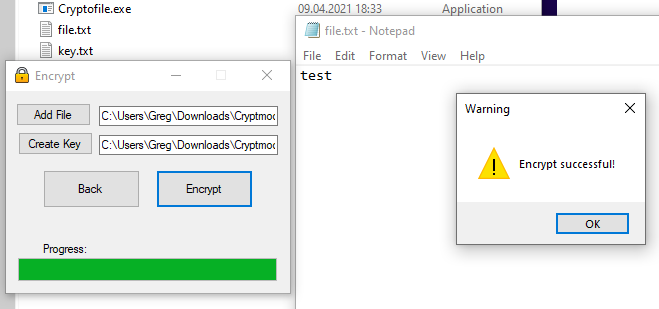 Cryptofile.exe
09.04.2021 18:33
Application
file.txt
key.txt
Encrypt
Add File
C:\Users\Greg\Downloads\Cryptmoc
Create Key
C:\Users\Greg\Downloads\Cryptmoc
Back
Encrypt
Progress:
file.txt - Notepad
File Edit Format View Help
test
Warning
Encrypt successful!
OK